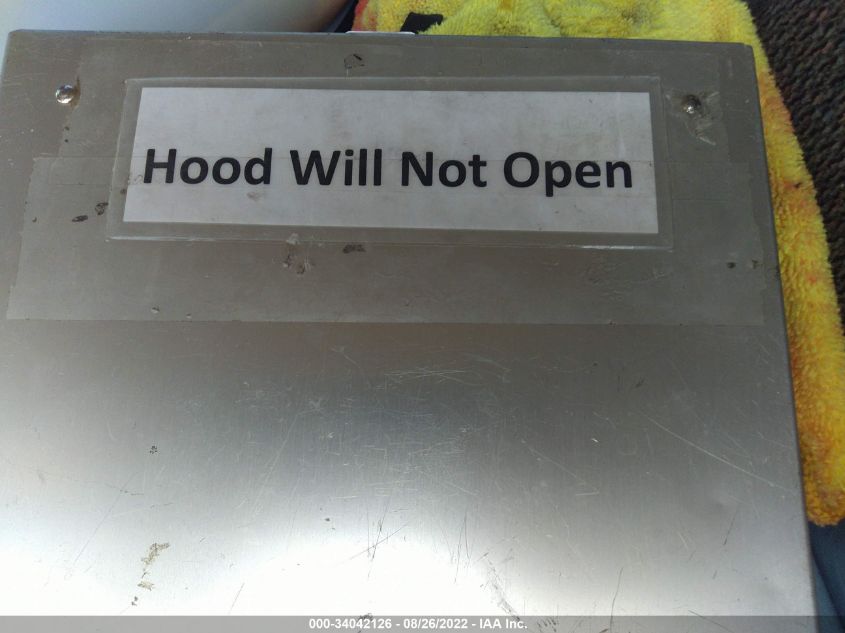 Hood Will Not Open
000-34042126 - 08/26/2022 - IAA Inc.